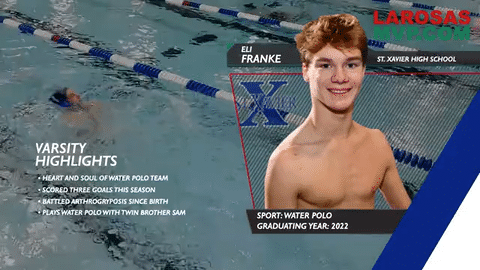 LAROSAS
MVP.COM
ELI
FRANKE
ST. XAVIER HIGH SCHOOL
ST. XAVIER
X
VARSITY
HIGHLIGHTS
• HEART AND SOUL OF WATER POLO TEAM
• SCORED THREE GOALS THIS SEASON
• BATTLED ARTHROGRYPOSIS SINCE BIRTH
• PLAYS WATER POLO WITH TWIN BROTHER SAM
SPORT: WATER POLO
GRADUATING YEAR: 2022